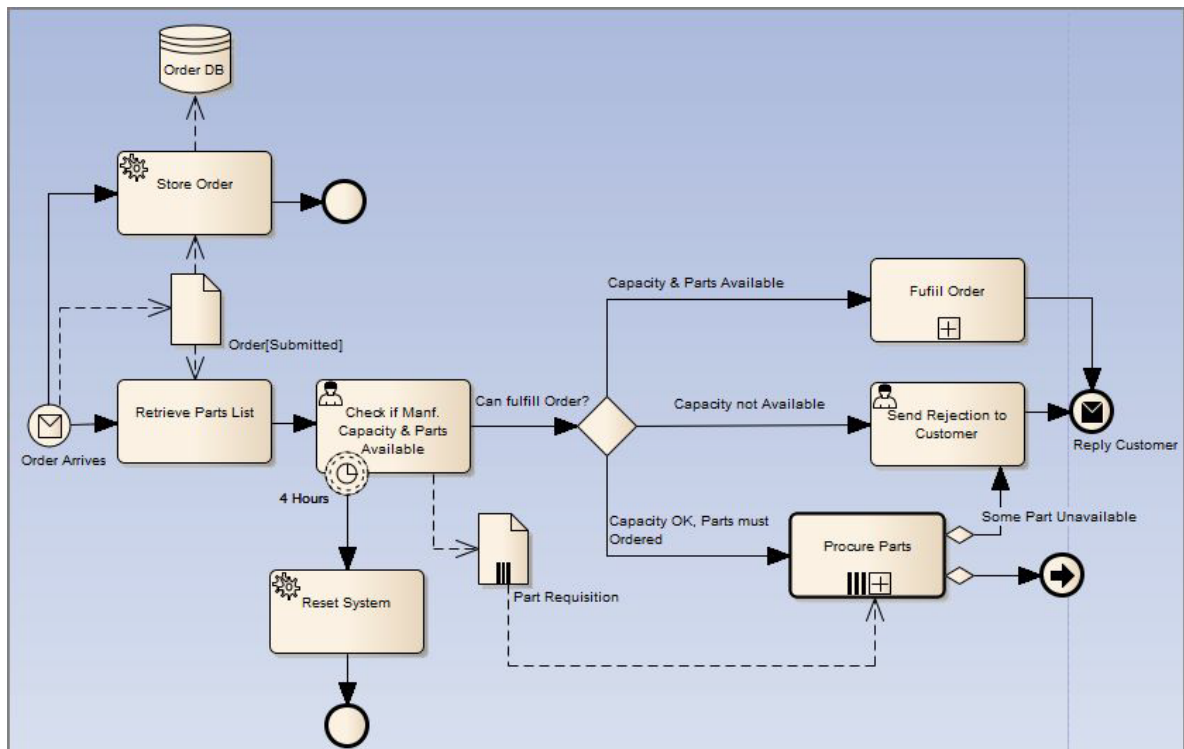 Order DB
Store Order
Order[Submitted]
Order Arrives
Retrieve Parts List
Check if Manf.
Capacity & Parts
Available
4 Hours
Reset System
Part Requisition
Can fulfill Order?
Capacity & Parts Available
Fufiil Order
Capacity not Available
Send Rejection to
Customer
Reply Customer
Capacity OK, Parts must
Ordered
Procure Parts
Some Part Unavailable